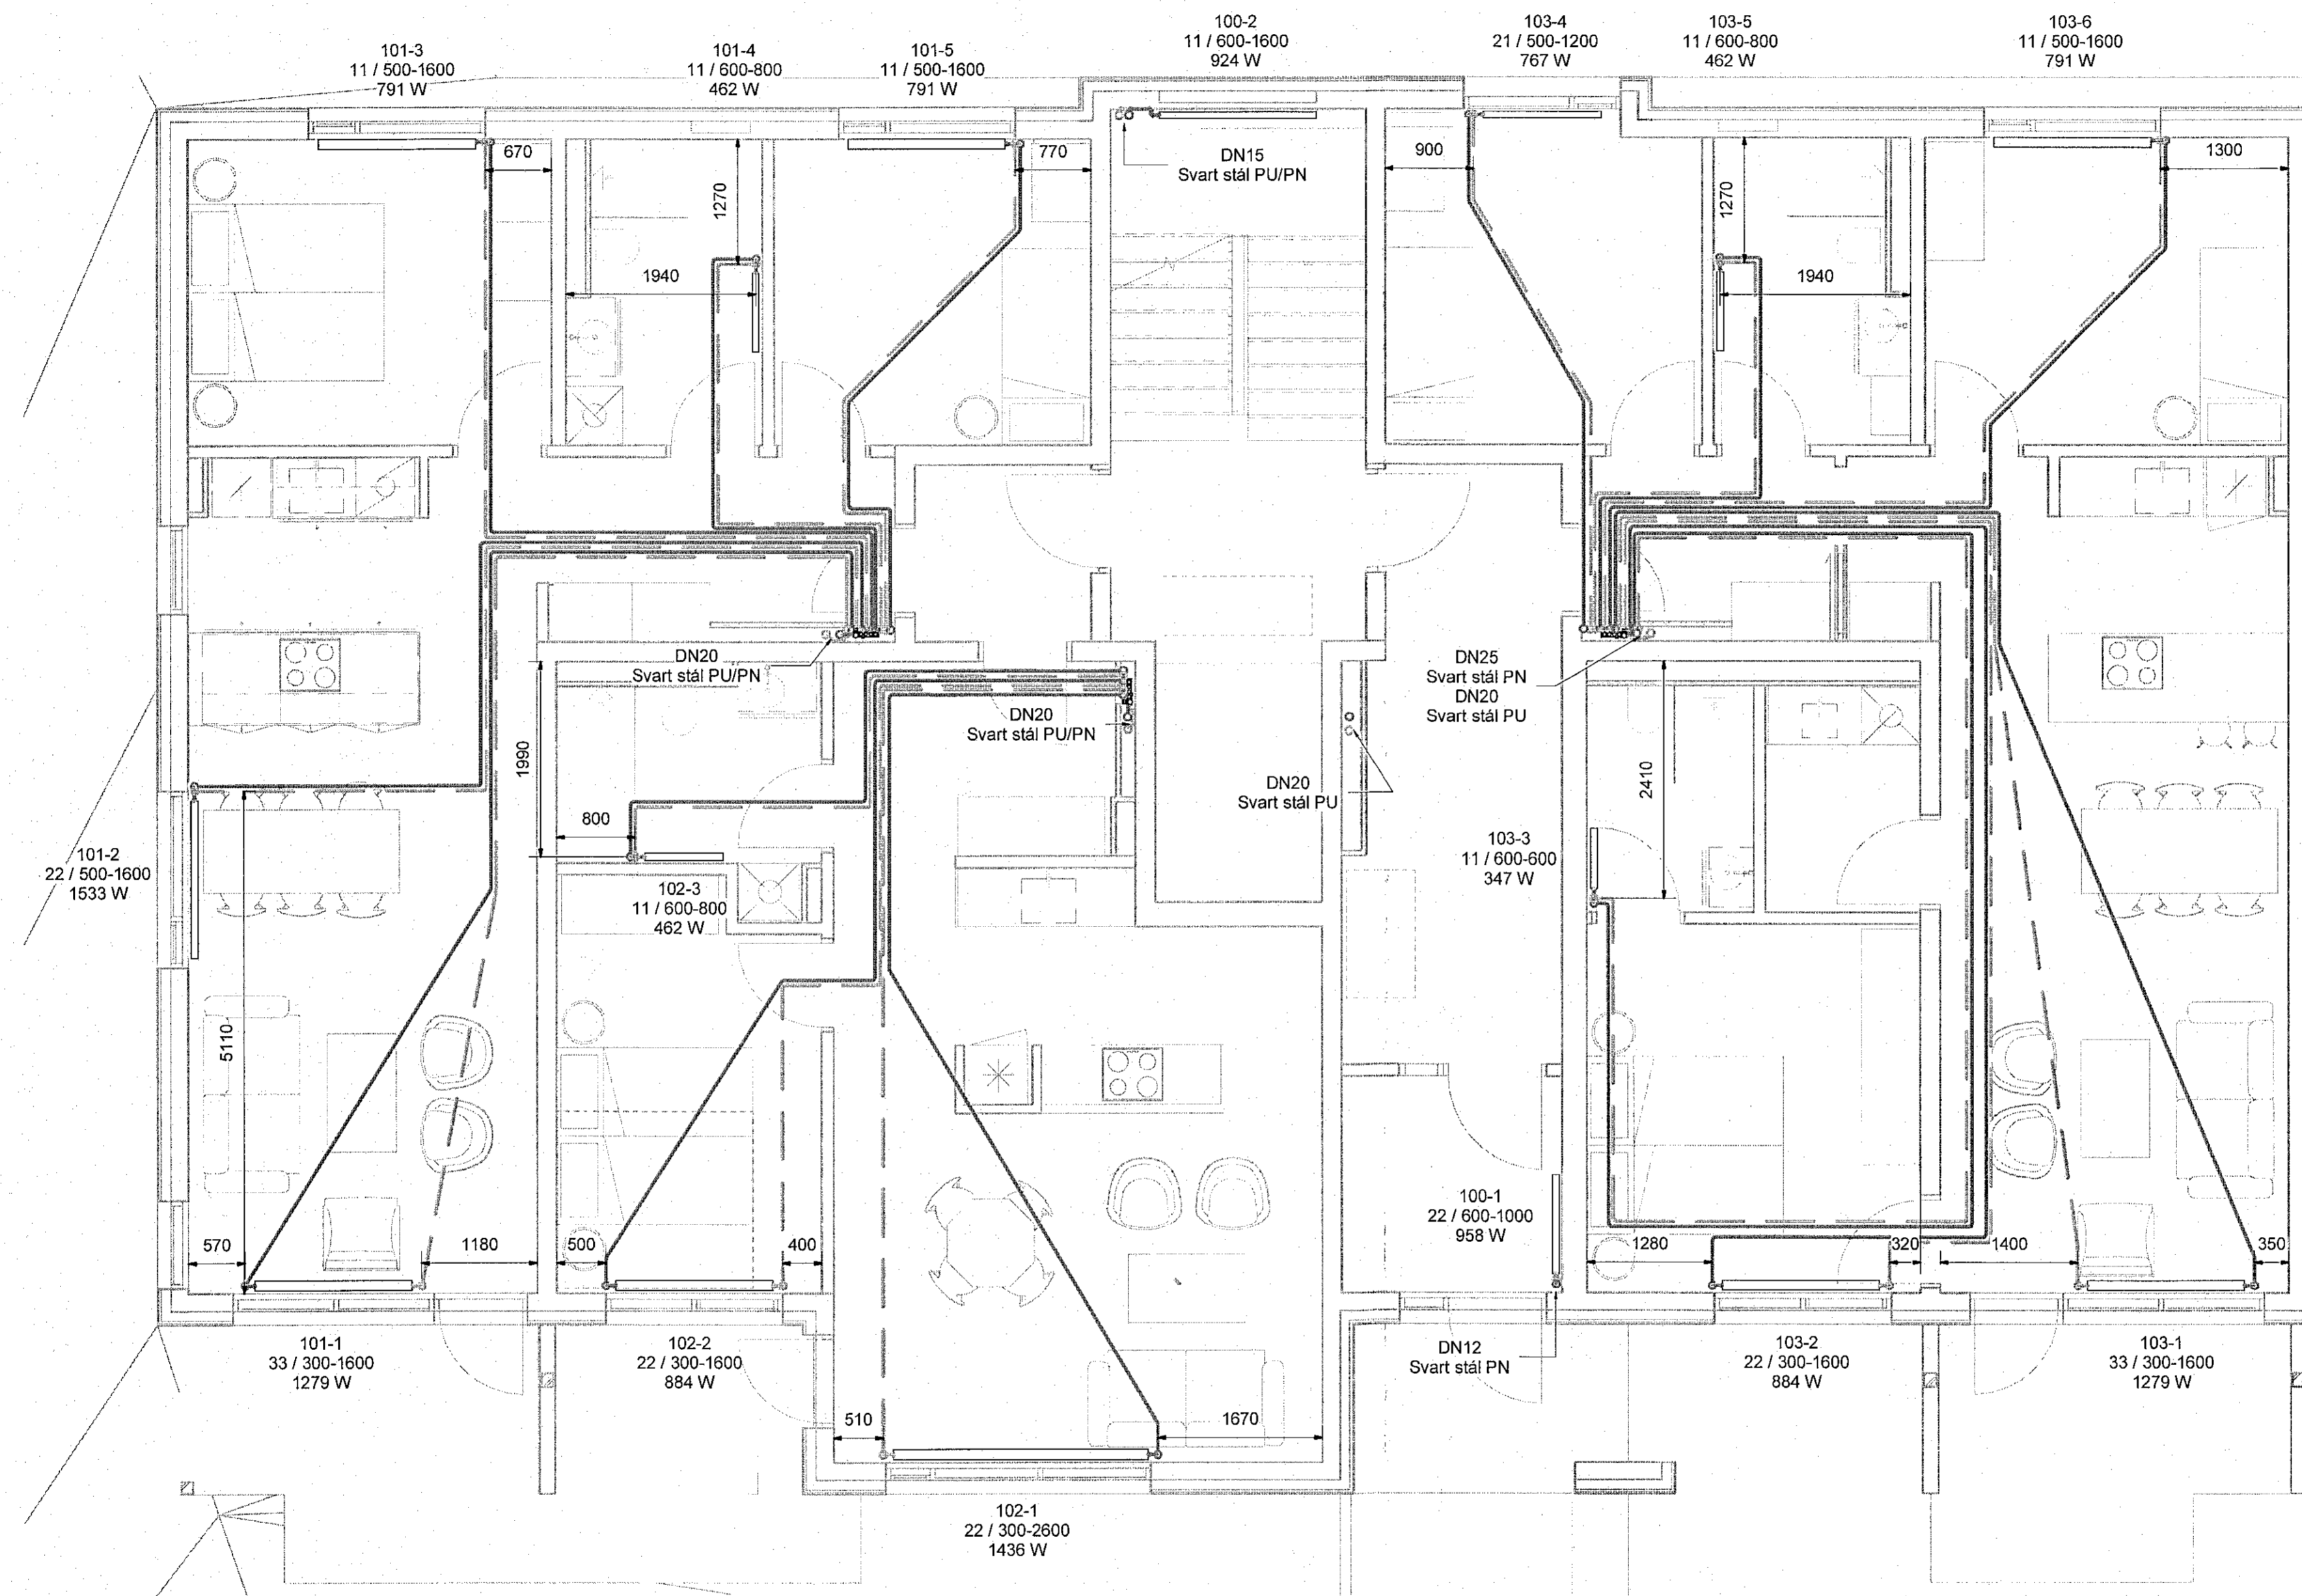 101-3
11 / 500-1600
791 W
101-4
11 / 600-800
462 W
101-5
11 / 500-1600
791 W
100-2
11 / 600-1600
924 W
103-4
21 / 500-1200
767 W
103-5
11 / 600-800
462 W
103-6
11 / 500-1600
791 W
670
1270
1940
770
DN15
Svart stál PU/PN
900
1270
1940
1300
DN20
Svart stál PU/PN
1990
800
DN20
Svart stál PU/PN
DN20
Svart stál PU
DN25
Svart stál PN
DN20
Svart stál PU
2410
101-2
22 / 500-1600
1533 W
102-3
11 / 600-800
462 W
103-3
11 / 600-600
347 W
5110
100-1
22 / 600-1000
958 W
570
1180
500
400
1280
320
1400
350
101-1
33 / 300-1600
1279 W
102-2
22 / 300-1600
884 W
DN12
Svart stál PN
103-2
22 / 300-1600
884 W
103-1
33 / 300-1600
1279 W
510
1670
102-1
22 / 300-2600
1436 W